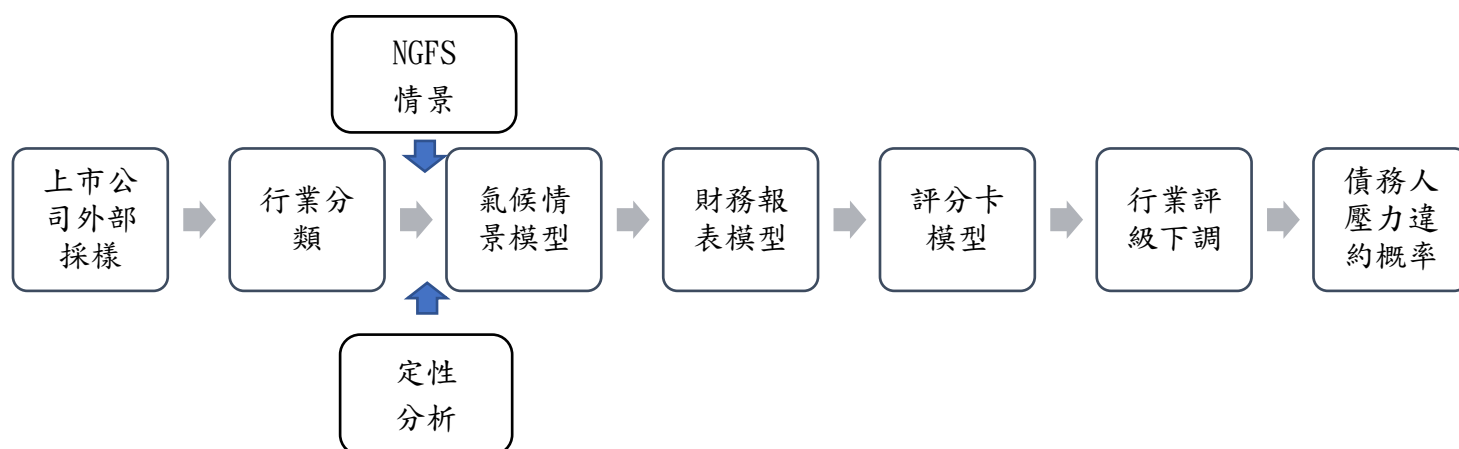 NGFS
情景
上市公
司外部
採樣
行業分
類
氣候情
景模型
財務報
表模型
評分卡
模型
行業評
級下調
債務人
壓力違
約概率
定性
分析